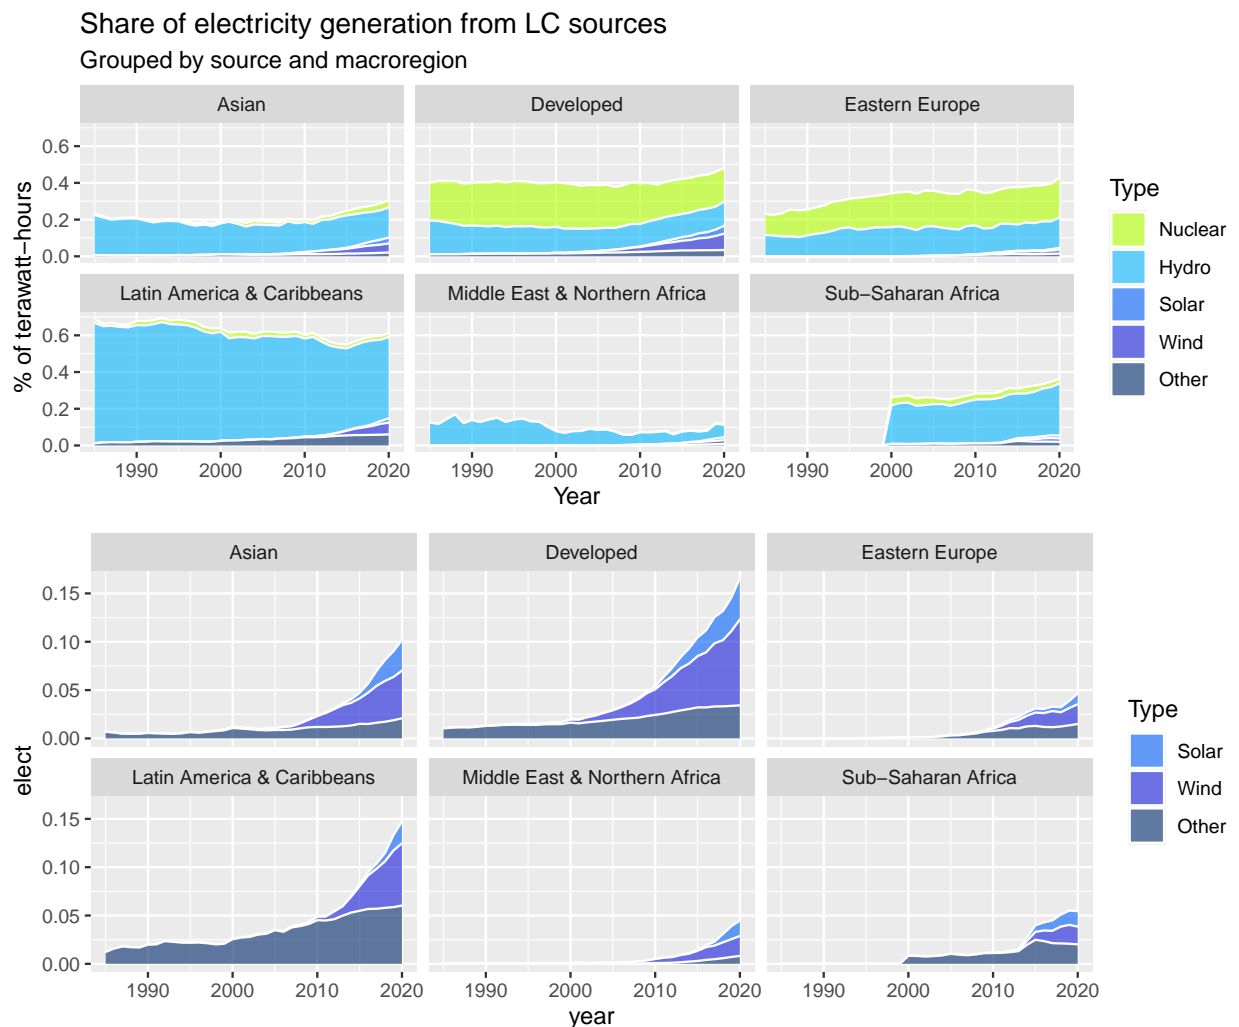 Share of electricity generation from LC sources
Grouped by source and macroregion
Asian
Developed
Eastern Europe
0.6
0.4
0.2
0.0
Latin America & Caribbeans
Middle East & Northern Africa
Sub−Saharan Africa
0.6
0.4
0.2
0.0
% of terawatt−hours
1990 2000 2010 2020
1990 2000 2010 2020
1990 2000 2010 2020
Year
Type
Nuclear
Hydro
Solar
Wind
Other
Asian
Developed
Eastern Europe
0.15
0.10
0.05
0.00
Latin America & Caribbeans
Middle East & Northern Africa
Sub−Saharan Africa
0.15
0.10
0.05
0.00
elect
1990 2000 2010 2020
1990 2000 2010 2020
1990 2000 2010 2020
year
Type
Solar
Wind
Other